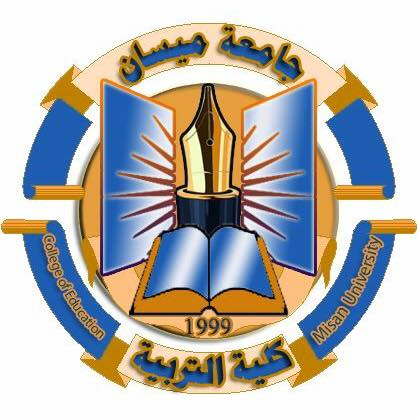 جامعة ميسان
College of Education
Misan University
1999
كلية التربية